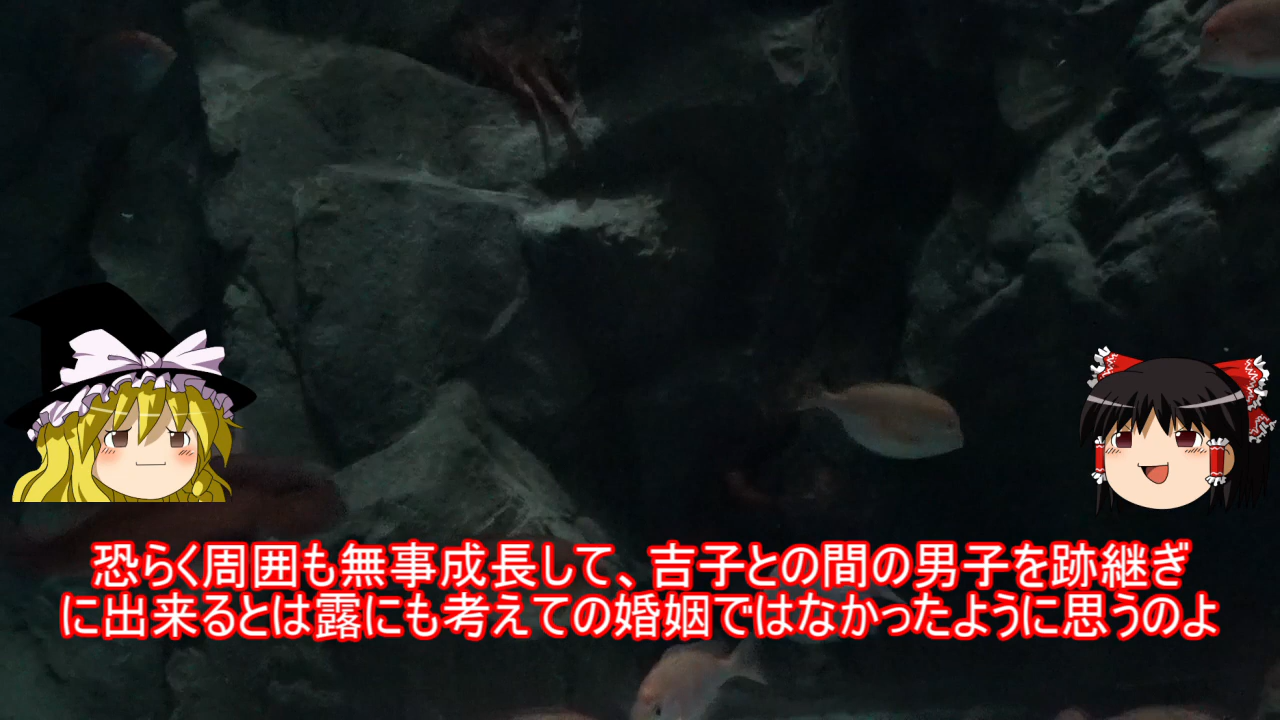 恐らく周囲も無事成長して、吉子との間の男子を跡継ぎ
に出来るとは露にも考えての婚姻ではなかったように思うのよ